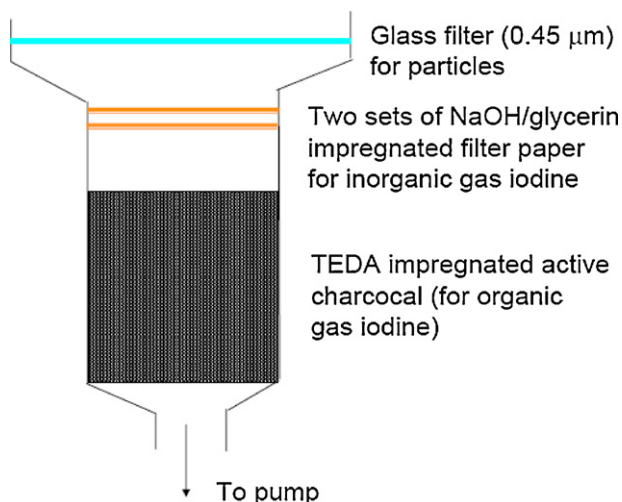 Glass filter (0.45 μm)
for particles
Two sets of NaOH/glycerin
impregnated filter paper
for inorganic gas iodine
TEDA impregnated active
charcocal (for organic
gas iodine)
To pump